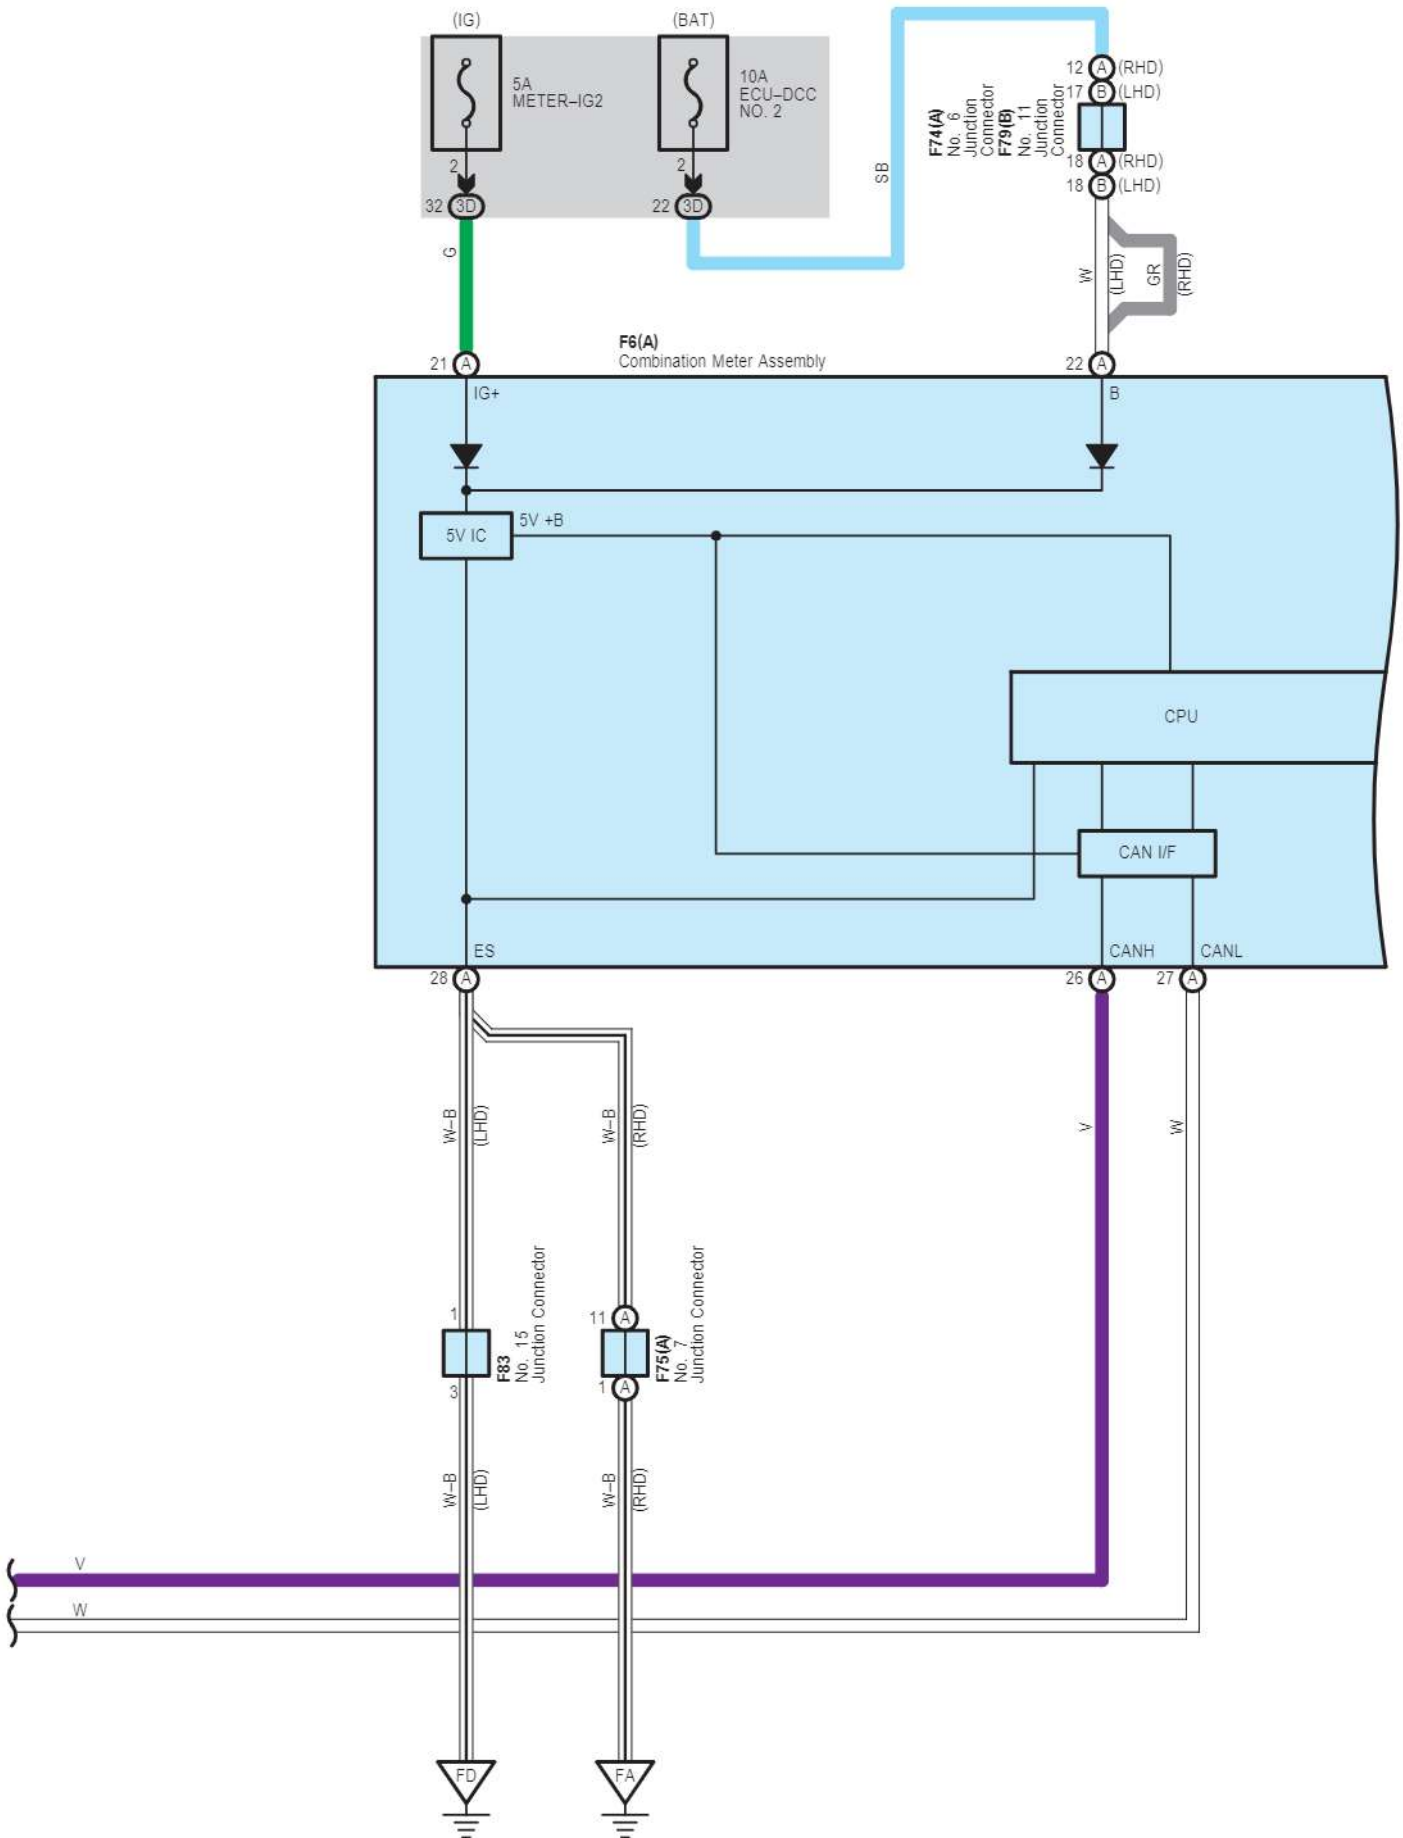 (IG)
(BAT)
5A
METER–IG2
10A
ECU–DCC
NO. 2
2
2
32 3D
22 3D
G
SB
12 A (RHD)
17 B (LHD)
F74(A)
No. 6
Junction
Connector
F79(B)
No. 11
Junction
Connector
18 A (RHD)
18 B (LHD)
W
(LHD)
GR
(RHD)
F6(A)
Combination Meter Assembly
21 A
22 A
IG+
B
5V IC
5V +B
CPU
CAN I/F
ES
CANH
CANL
28 A
26 A
27 A
W–B
(LHD)
W–B
(RHD)
V
W
1
F83
No. 15
Junction Connector
3
11 A
F75(A)
No. 7
Junction Connector
1 A
W–B
(LHD)
W–B
(RHD)
V
W
FD
FA